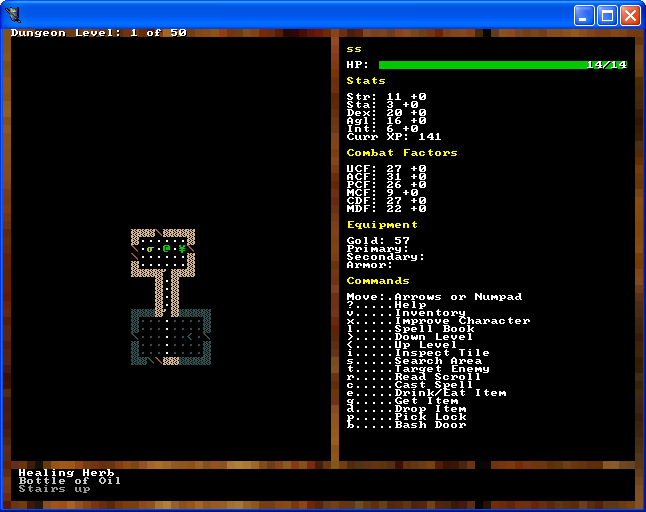 Dungeon Level: 1 of 50
ss
HP: 14/14
Stats
Str: 11 +0
Sta: 3 +0
Dex: 20 +0
Agl: 16 +0
Int: 6 +0
Curr XP: 141
Combat Factors
UCF: 27 +0
ACF: 31 +0
PCF: 26 +0
MCF: 9 +0
CDF: 27 +0
MDF: 22 +0
Equipment
Gold: 57
Primary:
Secondary:
Armor:
Commands
Move:.Arrows or Numpad
?.....Help
v.....Inventory
x.....Improve Character
l.....Spell Book
>.....Down Level
<.....Up Level
i.....Inspect Tile
s.....Search Area
t.....Target Enemy
r.....Read Scroll
c.....Cast Spell
e.....Drink/Eat Item
g.....Get Item
d.....Drop Item
p.....Pick Lock
b.....Bash Door
Healing Herb
Bottle of Oil
Stairs up